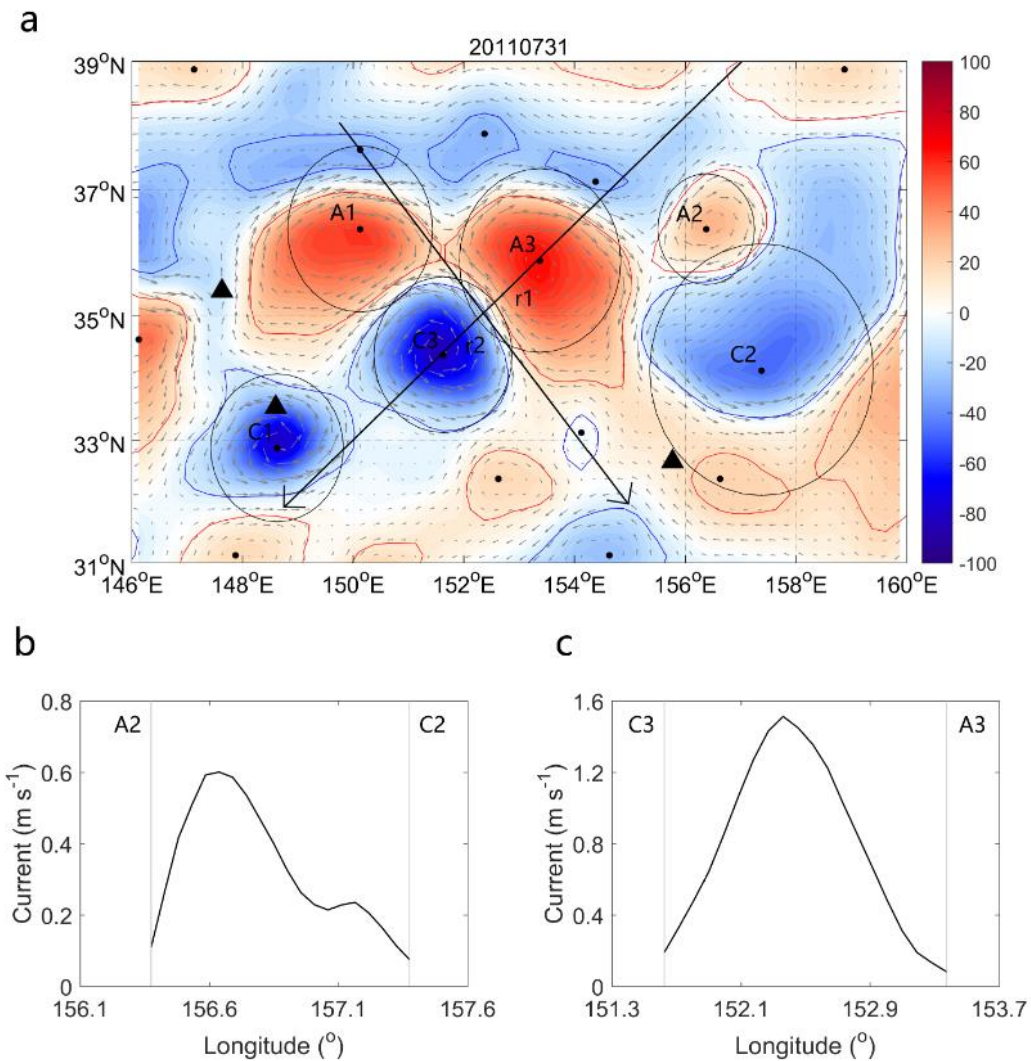 a
20110731
39°N
37°N
35°N
33°N
31°N
146°E
148°E
150°E
152°E
154°E
156°E
158°E
160°E
A1
A3
A2
r1
C3
r2
C2
C1
100
80
60
40
20
0
-20
-40
-60
-80
-100
b
A2
C2
0.8
0.6
0.4
0.2
0
Current (m s⁻¹)
156.1
156.6
157.1
157.6
Longitude (°)
c
C3
A3
1.6
1.2
0.8
0.4
0
Current (m s⁻¹)
151.3
152.1
152.9
153.7
Longitude (°)